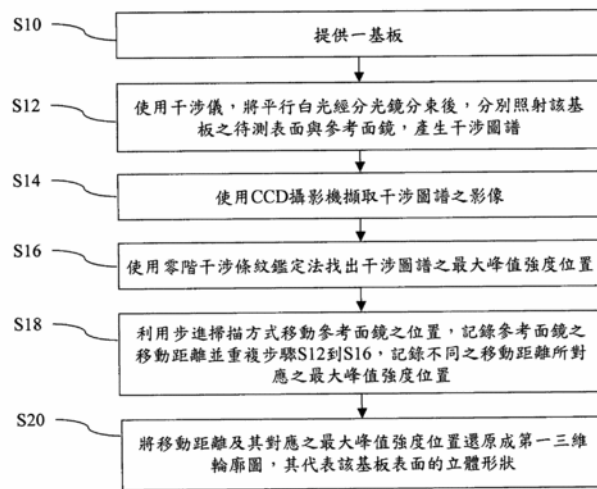 S10
提供一基板
S12
使用干涉儀，將平行白光經分光鏡分束後，分別照射該基
板之待測表面與參考面鏡，產生干涉圖譜
S14
使用CCD攝影機擷取干涉圖譜之影像
S16
使用零階干涉條紋鑑定法找出干涉圖譜之最大峰值強度位置
S18
利用步進掃描方式移動參考面鏡之位置，記錄參考面鏡之
移動距離並重複步驟S12到S16，記錄不同之移動距離所對
應之最大峰值強度位置
S20
將移動距離及其對應之最大峰值強度位置還原成第一三維
輪廓圖，其代表該基板表面的立體形狀